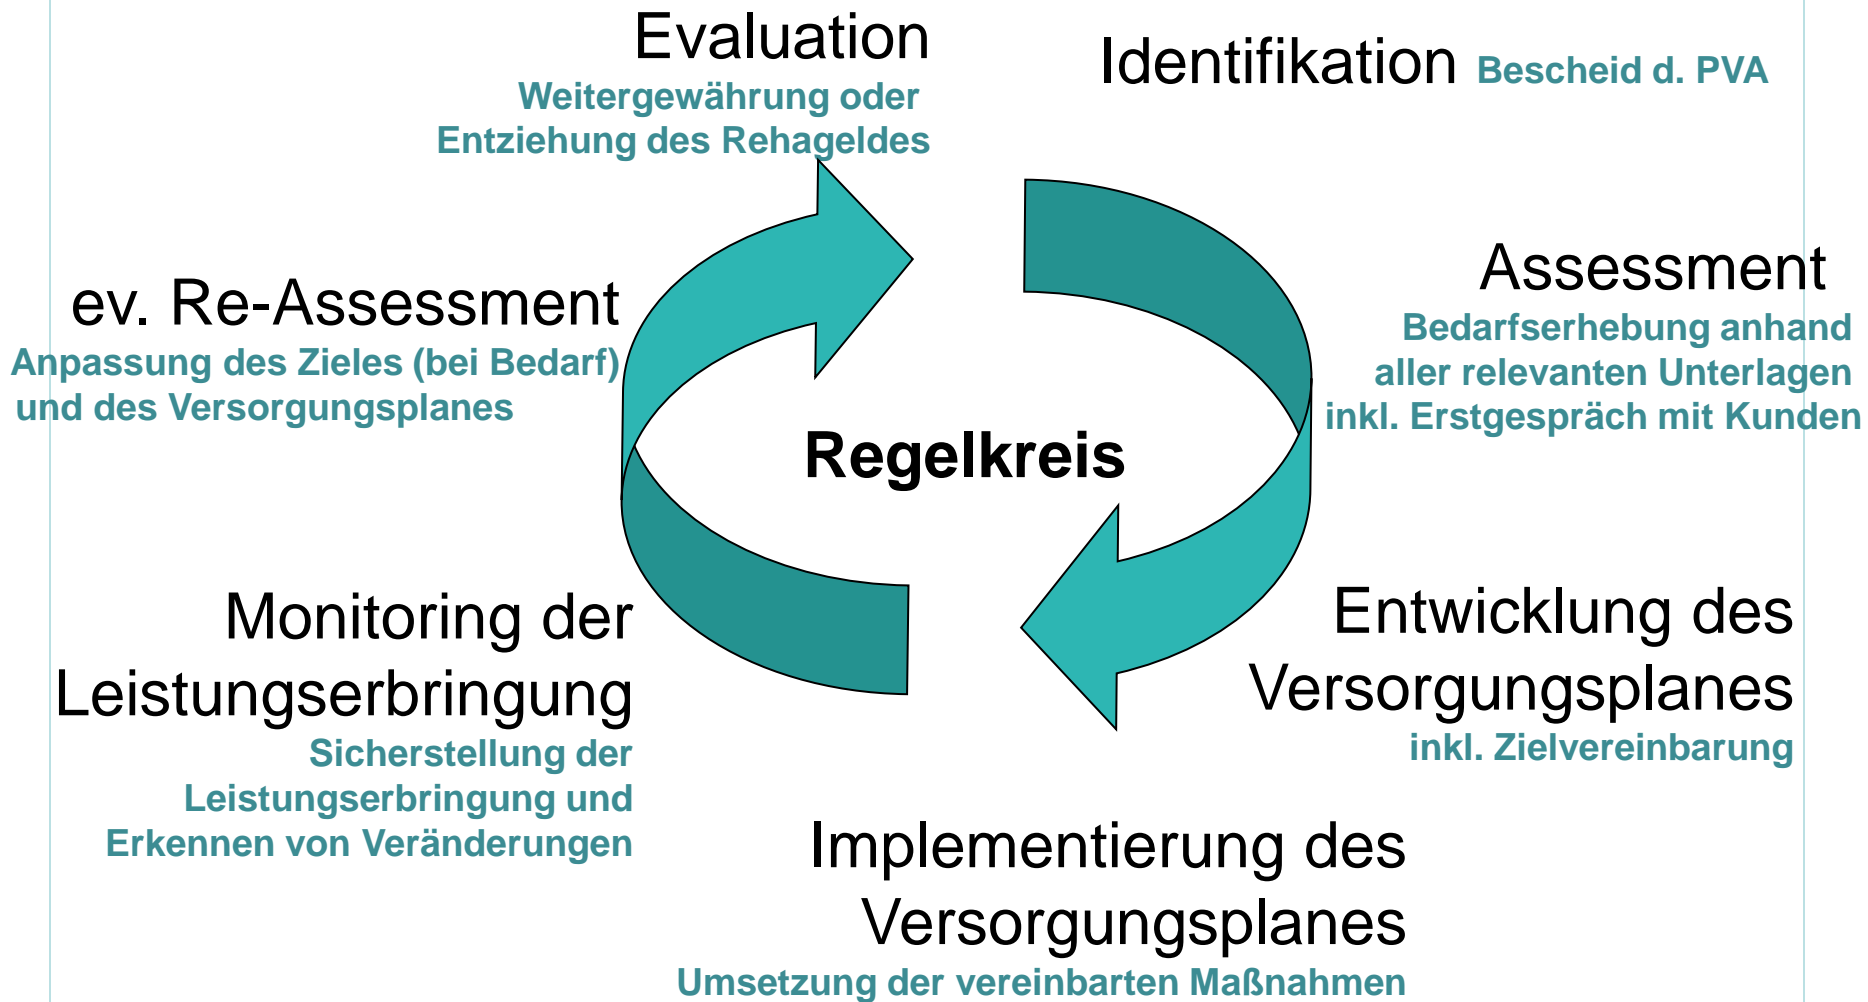 Evaluation
Weitergewährung oder
Entziehung des Rehageldes
Identifikation Bescheid d. PVA
Assessment
Bedarfserhebung anhand
aller relevanten Unterlagen
inkl. Erstgespräch mit Kunden
ev. Re-Assessment
Anpassung des Zieles (bei Bedarf)
und des Versorgungsplanes
Regelkreis
Entwicklung des
Versorgungsplanes
inkl. Zielvereinbarung
Monitoring der
Leistungserbringung
Sicherstellung der
Leistungserbringung und
Erkennen von Veränderungen
Implementierung des
Versorgungsplanes
Umsetzung der vereinbarten Maßnahmen